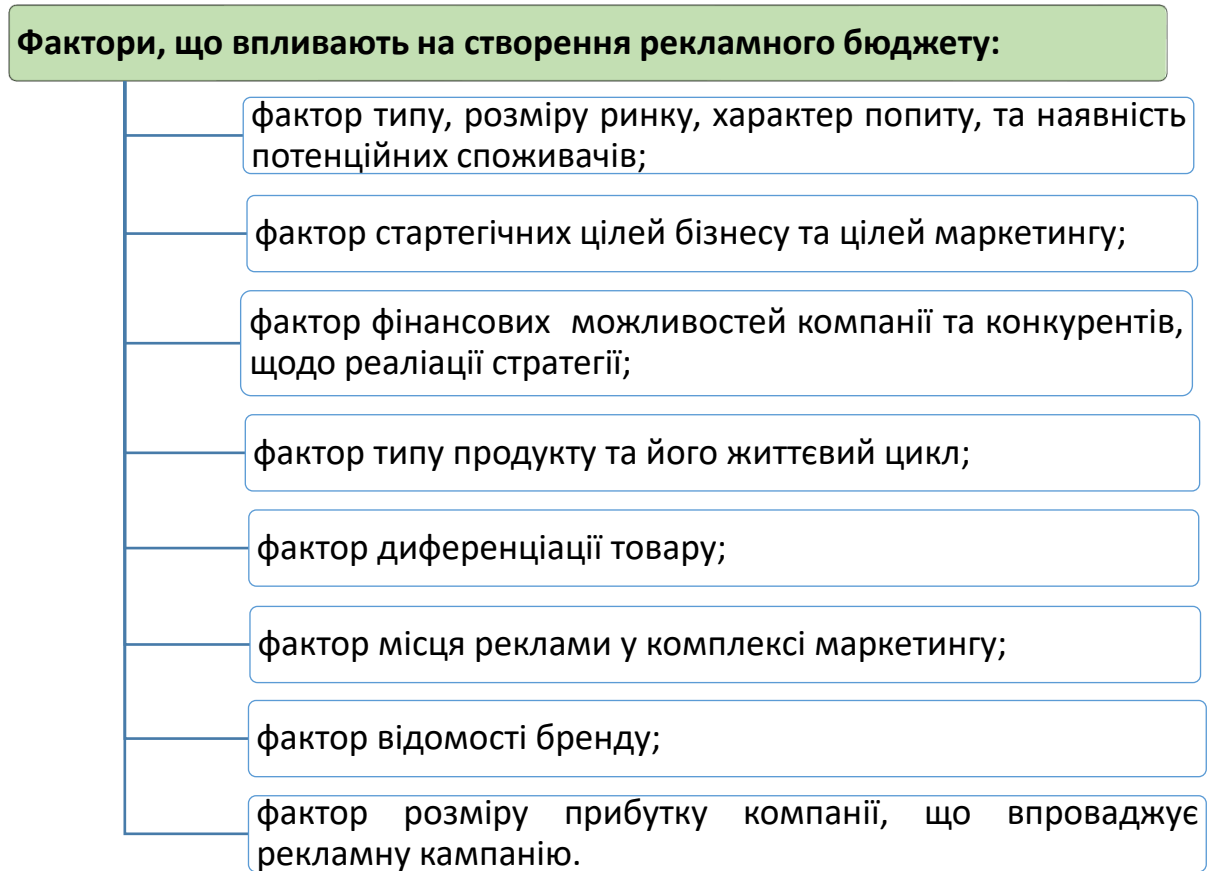 Фактори, що впливають на створення рекламного бюджету:
фактор типу, розміру ринку, характер попиту, та наявність
потенційних споживачів;
фактор стартегічних цілей бізнесу та цілей маркетингу;
фактор фінансових  можливостей компанії та конкурентів,
щодо реаліації стратегії;
фактор типу продукту та його життєвий цикл;
фактор диференціації товару;
фактор місця реклами у комплексі маркетингу;
фактор відомості бренду;
фактор розміру прибутку компанії, що впроваджує
рекламну кампанію.